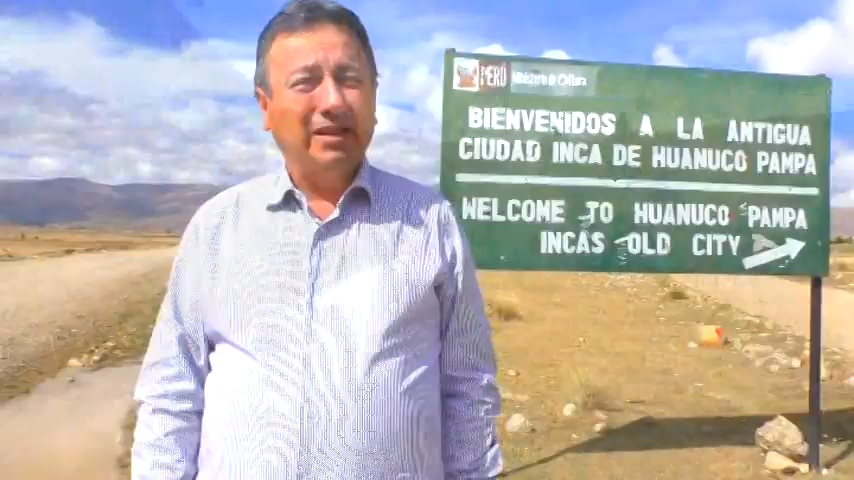 PERÚ Ministerio de Cultura
BIENVENIDOS A LA ANTIGUA
CIUDAD INCA DE HUANUCO PAMPA
WELCOME TO HUANUCO PAMPA
INCAS OLD CITY